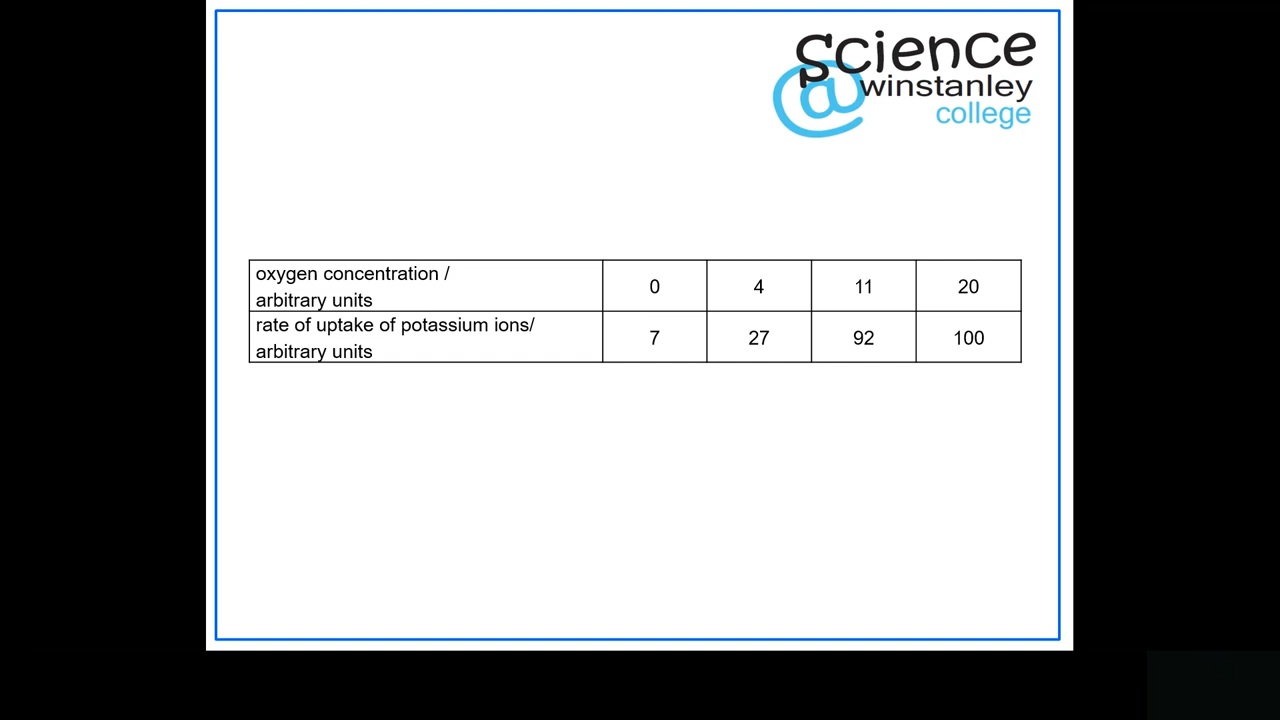 Science
@winstanley
college
oxygen concentration /
arbitrary units
0 4 11 20
rate of uptake of potassium ions/
arbitrary units
7 27 92 100